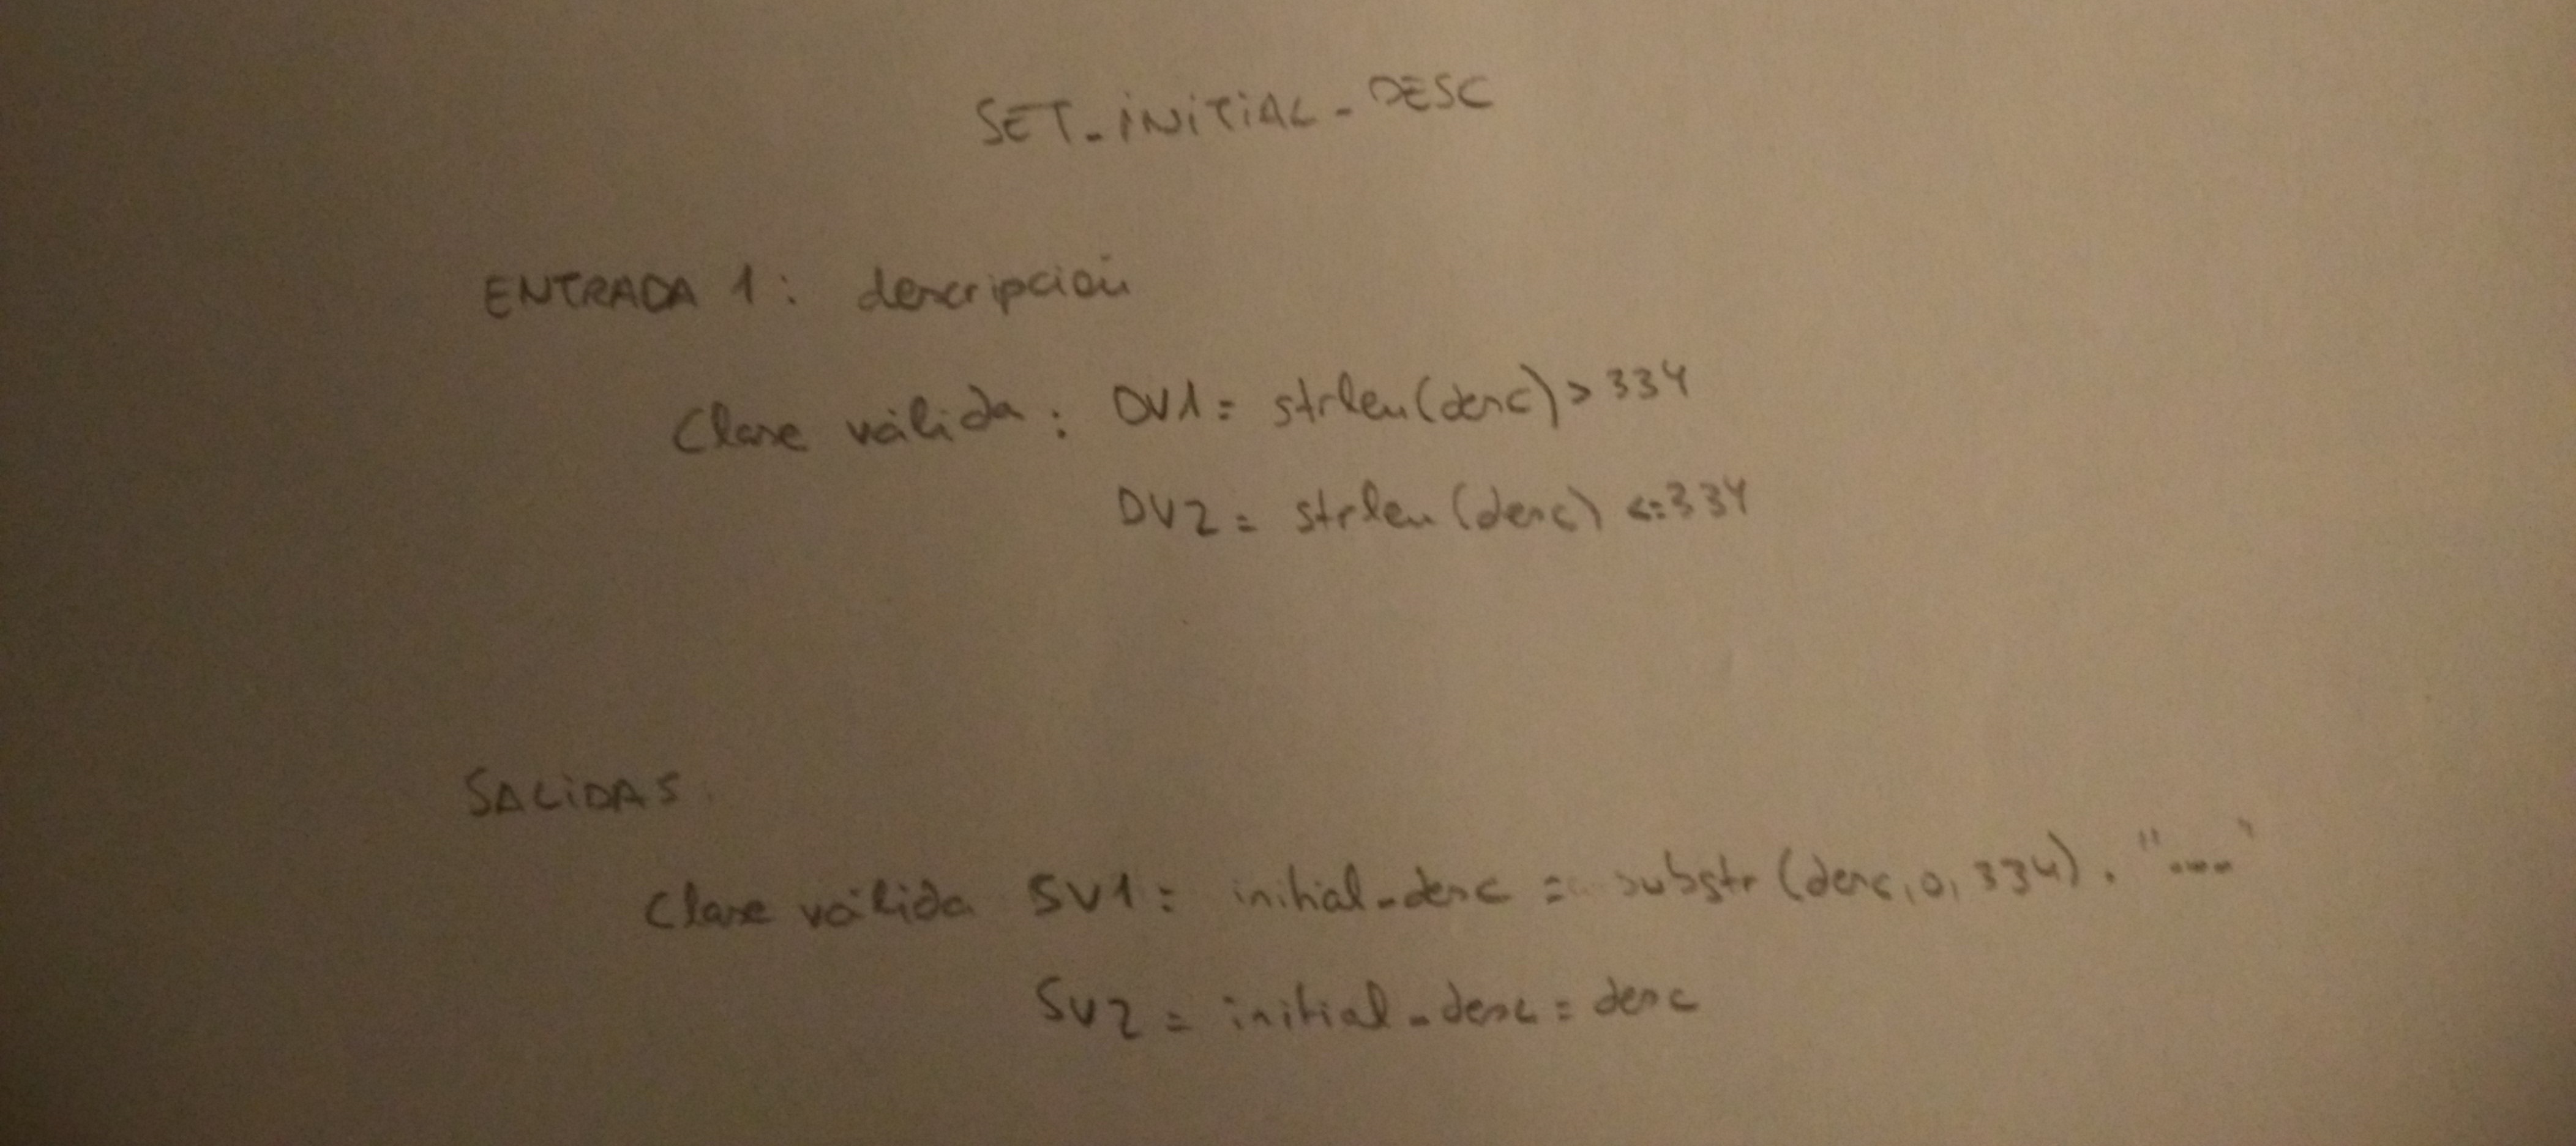 SET_INITIAL_DESC
ENTRADA 1: descripción
Clase válida: DV1= strlen(desc)>334
DV2= strlen(desc) <=334
SALIDAS
Clase válida SV1= initial_desc = substr(desc,0,334)."...."
SV2= initial_desc=desc